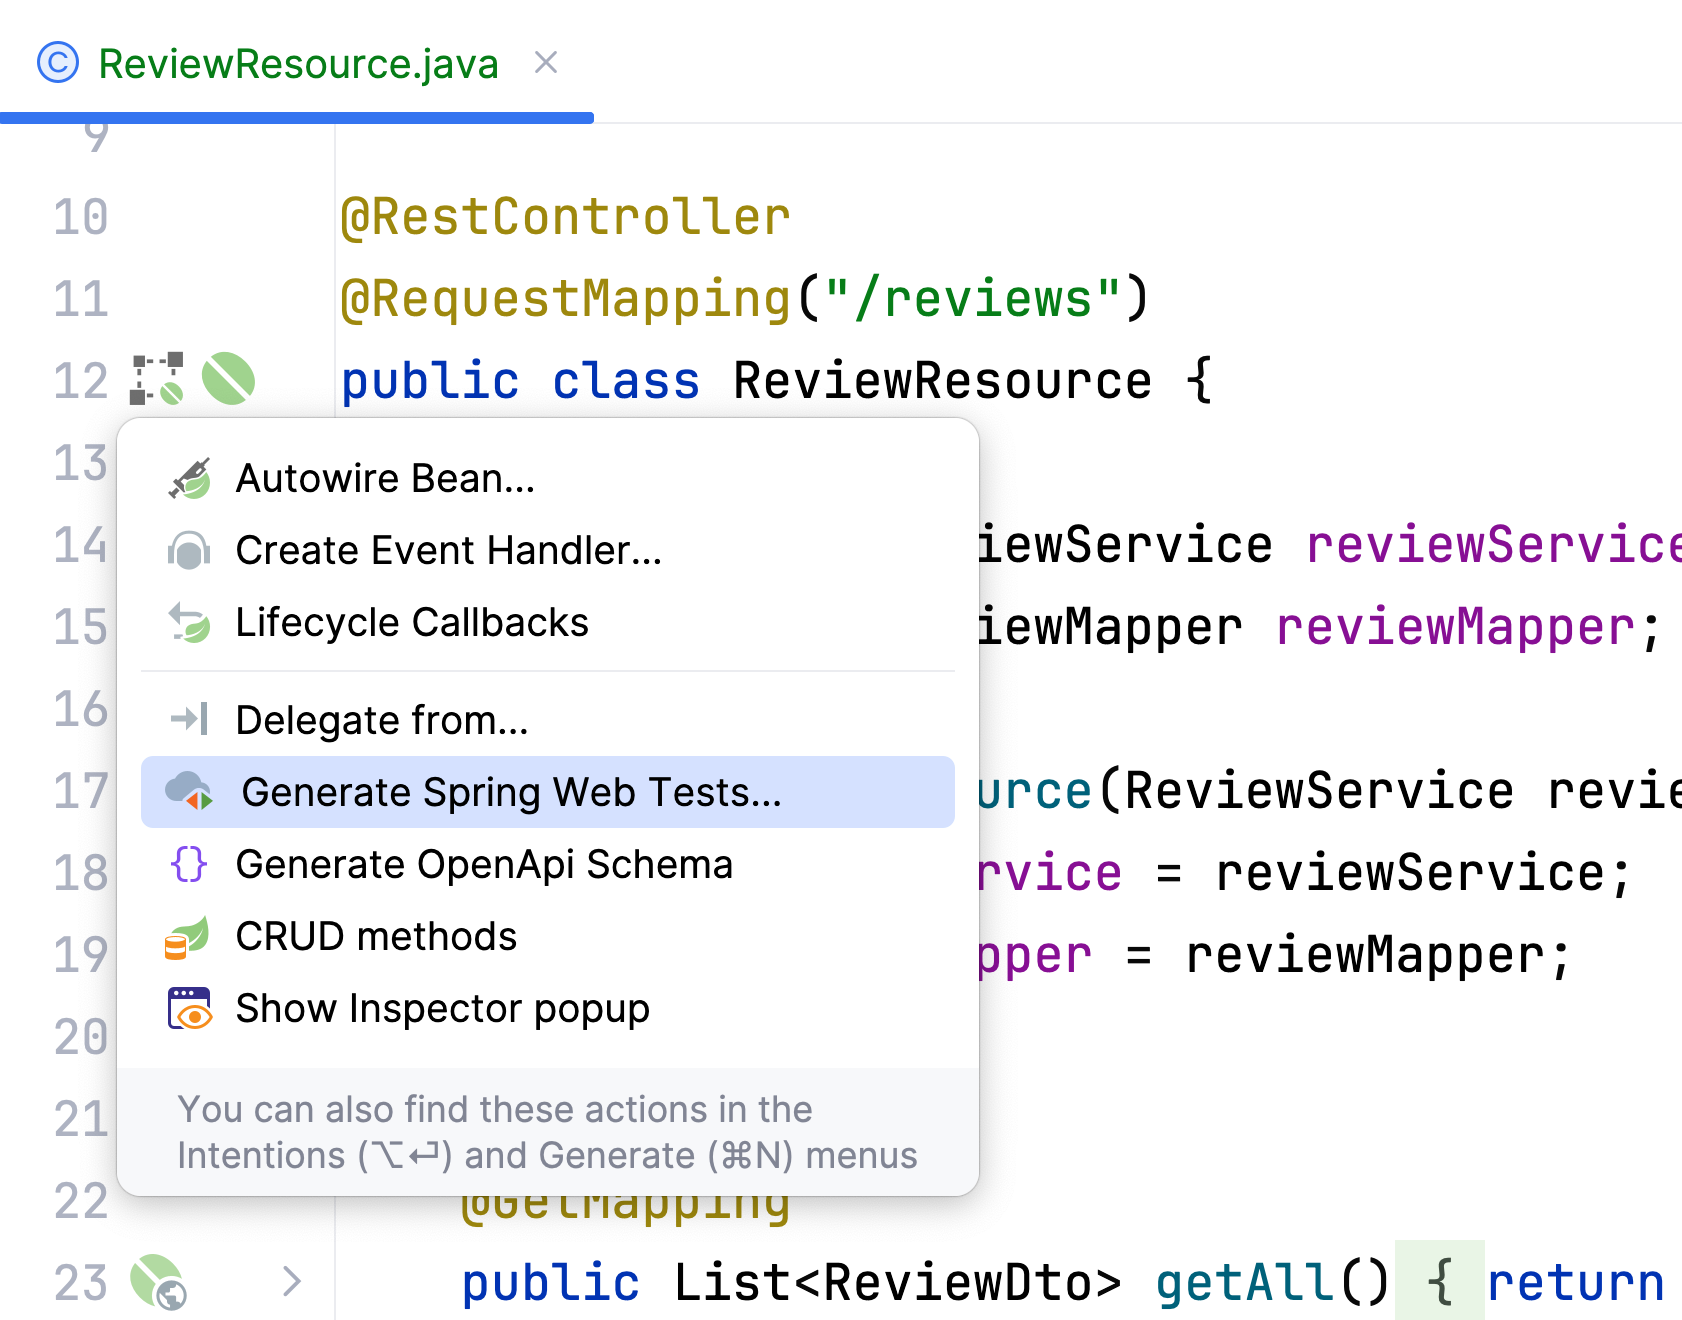 ReviewResource.java
9
10 @RestController
11 @RequestMapping("/reviews")
12 public class ReviewResource {
13
Autowire Bean...
Create Event Handler...
14 iewService reviewService
Lifecycle Callbacks
15 iewMapper reviewMapper;
16
Delegate from...
17 urce(ReviewService revie
Generate Spring Web Tests...
18 rvice = reviewService;
Generate OpenApi Schema
19 pper = reviewMapper;
CRUD methods
Show Inspector popup
20
21
You can also find these actions in the
Intentions (⌥⏎) and Generate (⌘N) menus
22 @GetMapping
23 public List<ReviewDto> getAll() { return